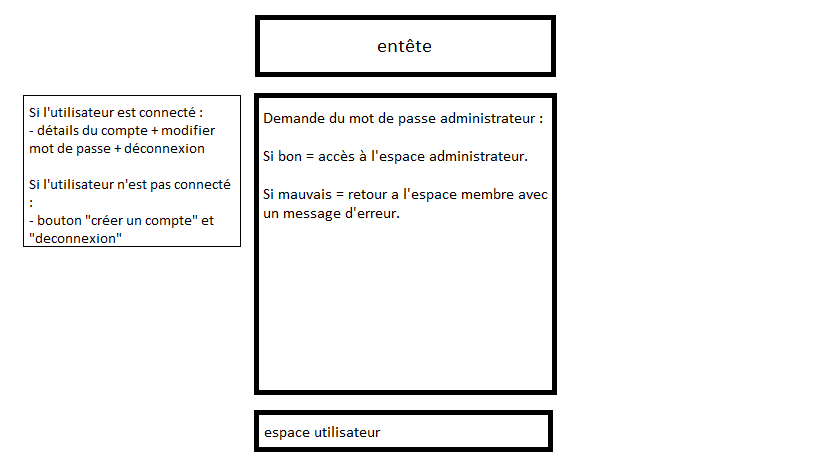 entête
Si l'utilisateur est connecté :
- détails du compte + modifier
mot de passe + déconnexion
Si l'utilisateur n'est pas connecté
:
- bouton "créer un compte" et
"deconnexion"
Demande du mot de passe administrateur :
Si bon = accès à l'espace administrateur.
Si mauvais = retour a l'espace membre avec
un message d'erreur.
espace utilisateur